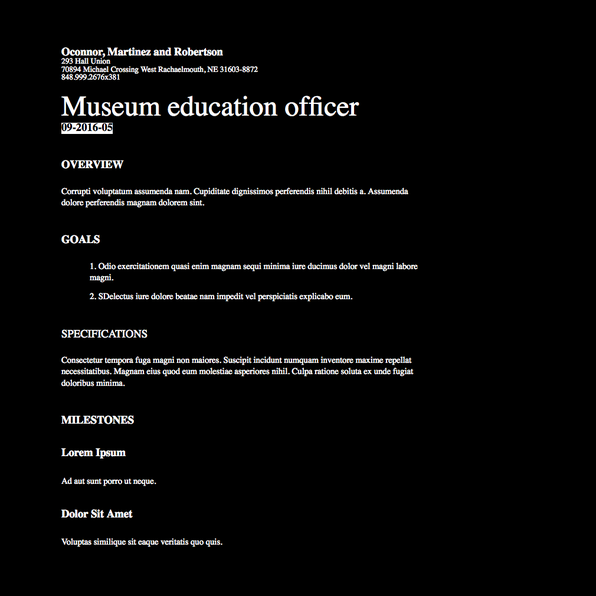 Oconnor, Martinez and Robertson
293 Hall Union
70894 Michael Crossing West Rachaelmouth, NE 31603-8872
848.999.2676x381
Museum education officer
09-2016-05
OVERVIEW
Corrupti voluptatum assumenda nam. Cupiditate dignissimos perferendis nihil debitis a. Assumenda
dolore perferendis magnam dolorem sint.
GOALS
1. Odio exercitationem quasi enim magnam sequi minima iure ducimus dolor vel magni labore
magni.
2. SDelectus iure dolore beatae nam impedit vel perspiciatis explicabo eum.
SPECIFICATIONS
Consectetur tempora fuga magni non maiores. Suscipit incidunt numquam inventore maxime repellat
necessitatibus. Magnam eius quod eum molestiae asperiores nihil. Culpa ratione soluta ex unde fugiat
doloribus minima.
MILESTONES
Lorem Ipsum
Ad aut sunt porro ut neque.
Dolor Sit Amet
Voluptas similique sit eaque veritatis quo quis.